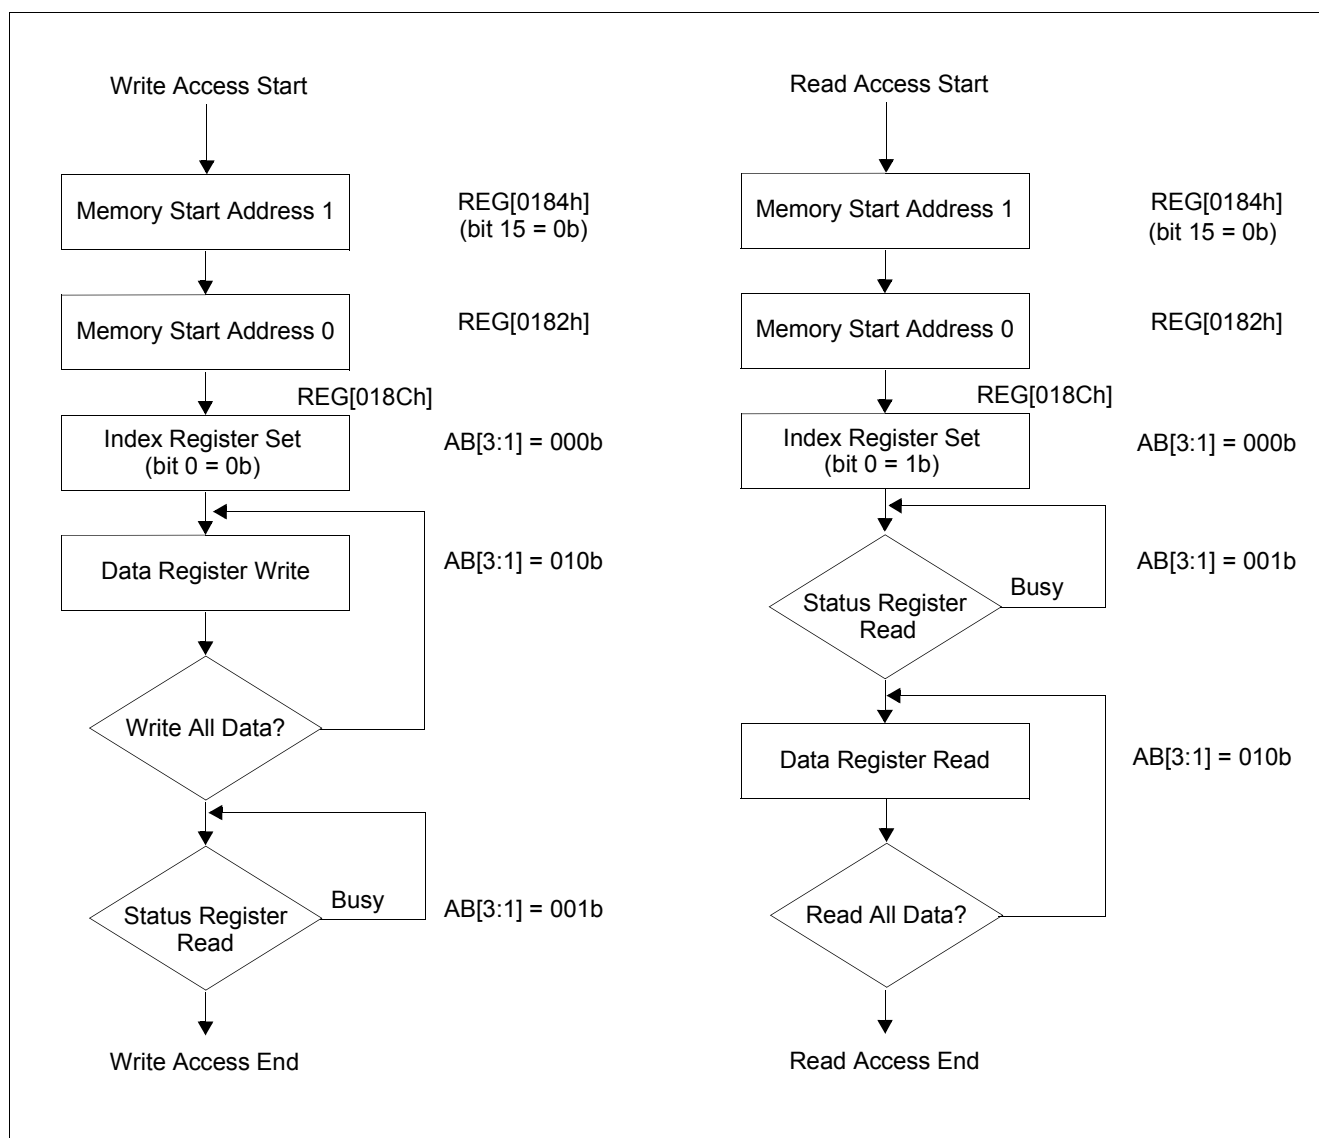 Write Access Start
Memory Start Address 1
REG[0184h]
(bit 15 = 0b)
Memory Start Address 0
REG[0182h]
REG[018Ch]
Index Register Set
(bit 0 = 0b)
AB[3:1] = 000b
Data Register Write
AB[3:1] = 010b
Write All Data?
Status Register
Read
Busy
AB[3:1] = 001b
Write Access End
Read Access Start
Memory Start Address 1
REG[0184h]
(bit 15 = 0b)
Memory Start Address 0
REG[0182h]
REG[018Ch]
Index Register Set
(bit 0 = 1b)
AB[3:1] = 000b
Status Register
Read
Busy
AB[3:1] = 001b
Data Register Read
AB[3:1] = 010b
Read All Data?
Read Access End